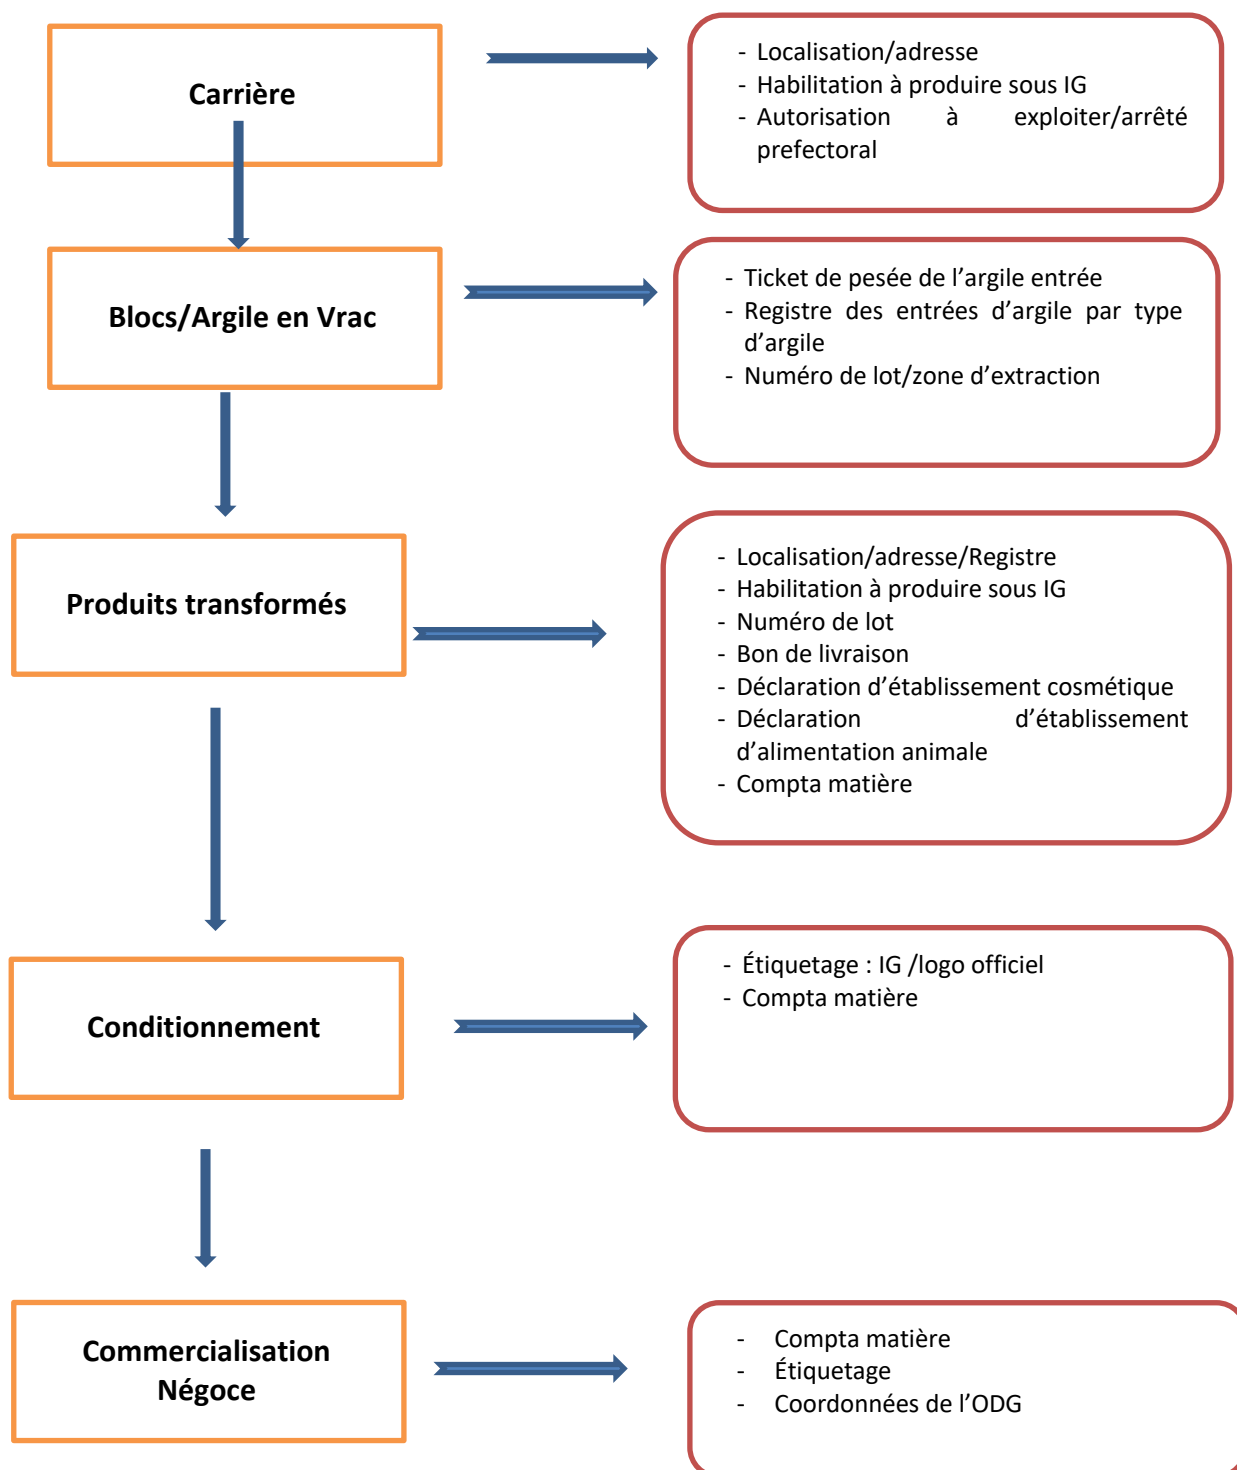 Carrière
- Localisation/adresse
- Habilitation à produire sous IG
- Autorisation à exploiter/arrêté
prefectoral
Blocs/Argile en Vrac
- Ticket de pesée de l’argile entrée
- Registre des entrées d’argile par type
d’argile
- Numéro de lot/zone d’extraction
Produits transformés
- Localisation/adresse/Registre
- Habilitation à produire sous IG
- Numéro de lot
- Bon de livraison
- Déclaration d’établissement cosmétique
- Déclaration d’établissement
d’alimentation animale
- Compta matière
Conditionnement
- Étiquetage : IG /logo officiel
- Compta matière
Commercialisation
Négoce
- Compta matière
- Étiquetage
- Coordonnées de l’ODG